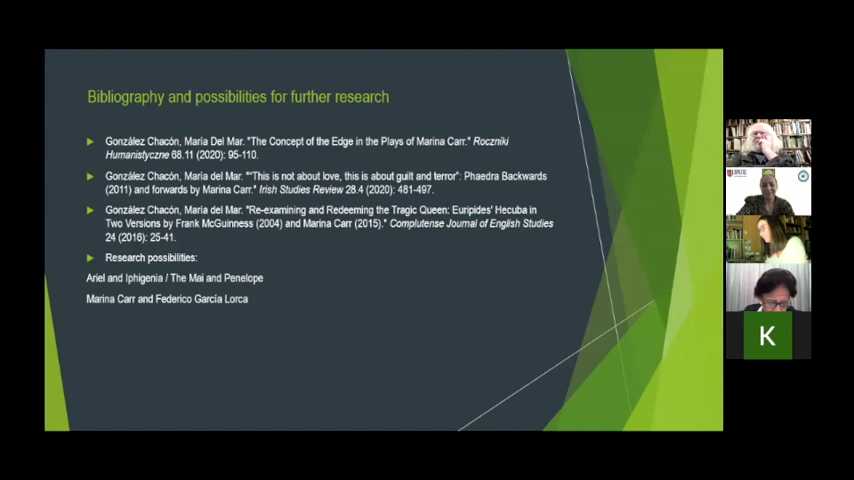 Bibliography and possibilities for further research
González Chacón, María Del Mar. "The Concept of the Edge in the Plays of Marina Carr." Roczniki
Humanistyczne 68.11 (2020): 95-110.
González Chacón, María del Mar. "“This is not about love, this is about guilt and terror”: Phaedra Backwards
(2011) and forwards by Marina Carr." Irish Studies Review 28.4 (2020): 481-497.
González Chacón, María del Mar. "Re-examining and Redeeming the Tragic Queen: Euripides' Hecuba in
Two Versions by Frank McGuinness (2004) and Marina Carr (2015)." Complutense Journal of English Studies
24 (2016): 25-41.
Research possibilities:
Ariel and Iphigenia / The Mai and Penelope
Marina Carr and Federico García Lorca
K